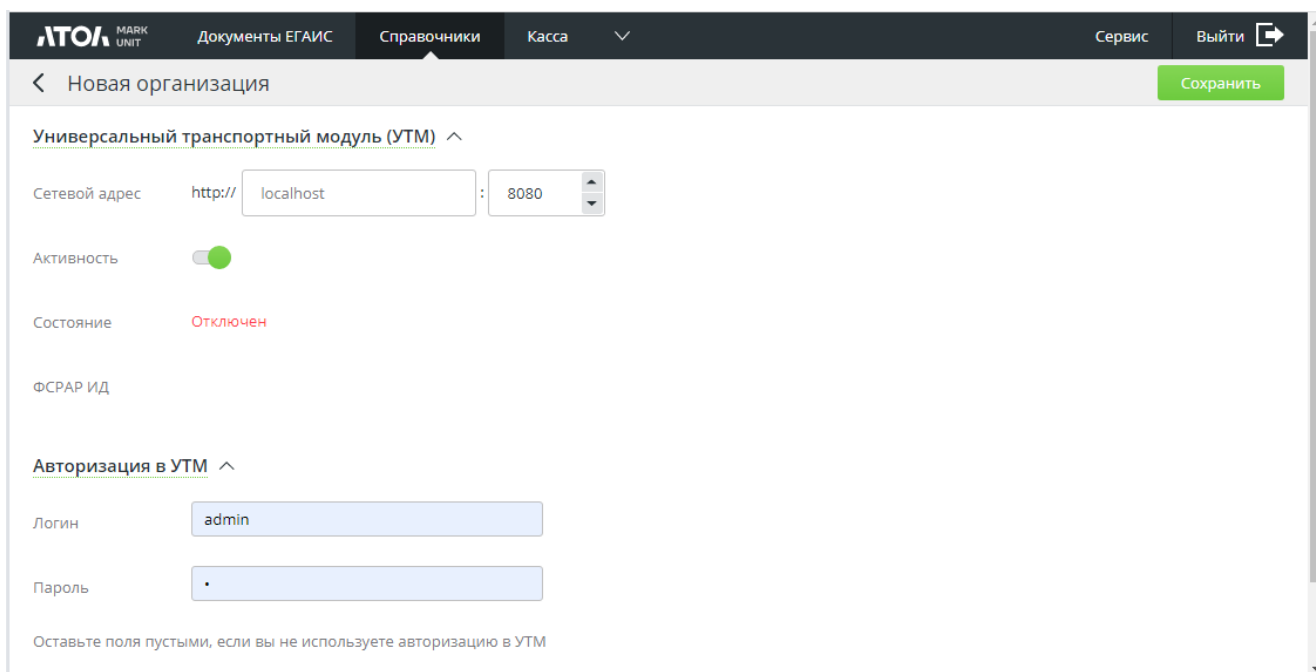 АТОЛ MARK UNIT Документы ЕГАИС Справочники Касса Сервис Выйти
Новая организация Сохранить
Универсальный транспортный модуль (УТМ)
Сетевой адрес http:// localhost : 8080
Активность
Состояние Отключен
ФСРАР ИД
Авторизация в УТМ
Логин admin
Пароль •
Оставьте поля пустыми, если вы не используете авторизацию в УТМ